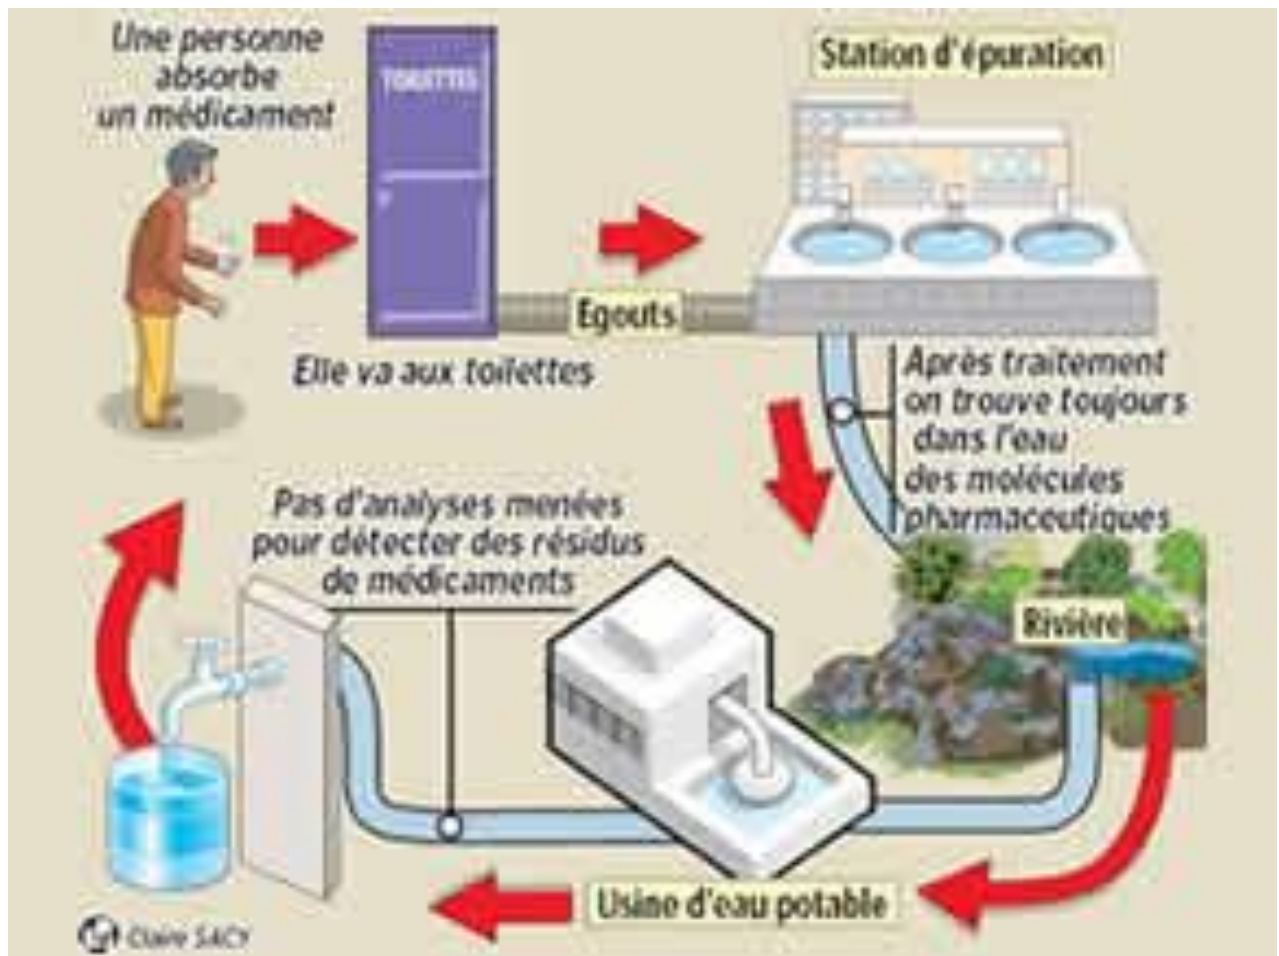 Une personne
absorbe
un médicament
TOILETTES
Station d'épuration
Egouts
Elle va aux toilettes
Après traitement
on trouve toujours
dans l'eau
des molécules
pharmaceutiques
Pas d'analyses menées
pour détecter des résidus
de médicaments
Rivière
Usine d'eau potable
Claire SACY